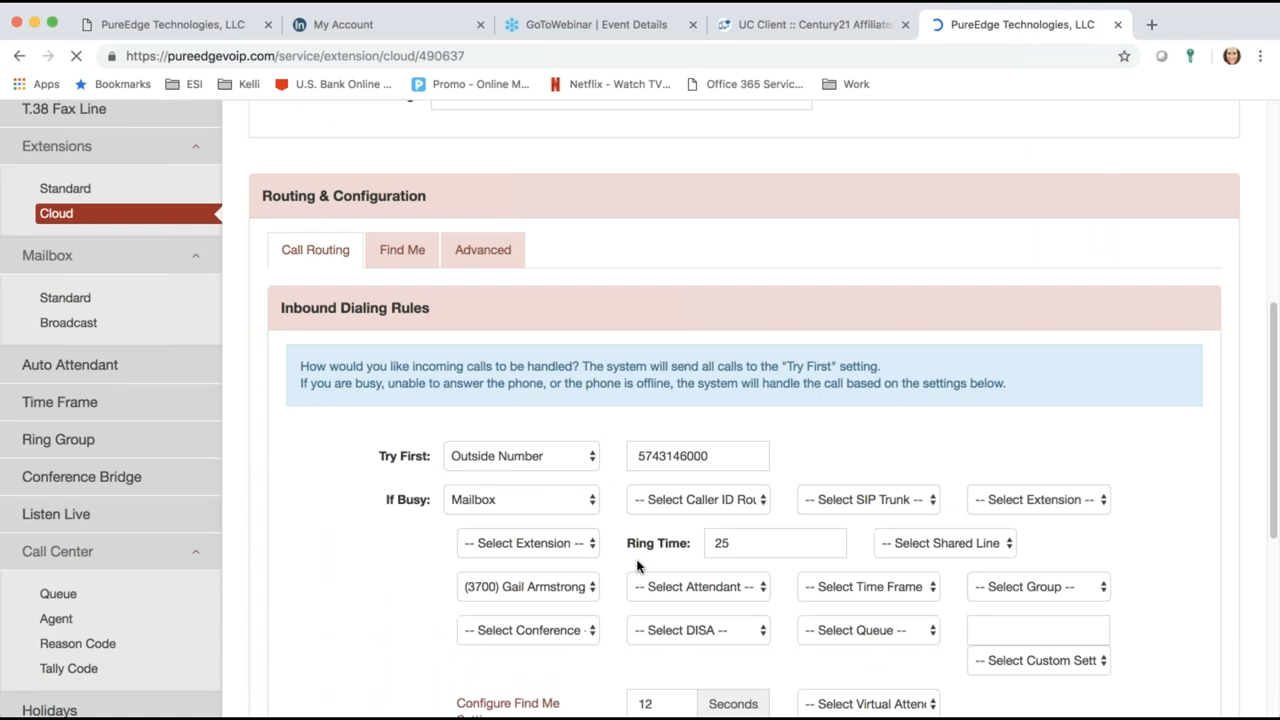 PureEdge Technologies, LLC
My Account
GoToWebinar | Event Details
UC Client :: Century21 Affiliate
PureEdge Technologies, LLC
https://pureedgevoip.com/service/extension/cloud/490637
Apps
Bookmarks
ESI
Kelli
U.S. Bank Online ...
Promo - Online M...
Netflix - Watch TV...
Office 365 Servic...
Work
T.38 Fax Line
Extensions
Standard
Cloud
Mailbox
Standard
Broadcast
Auto Attendant
Time Frame
Ring Group
Conference Bridge
Listen Live
Call Center
Queue
Agent
Reason Code
Tally Code
Holidays
Routing & Configuration
Call Routing Find Me Advanced
Inbound Dialing Rules
How would you like incoming calls to be handled? The system will send all calls to the "Try First" setting.
If you are busy, unable to answer the phone, or the phone is offline, the system will handle the call based on the settings below.
Try First: Outside Number 5743146000
If Busy: Mailbox -- Select Caller ID Rou -- Select SIP Trunk -- -- Select Extension --
-- Select Extension -- Ring Time: 25 -- Select Shared Line
(3700) Gail Armstrong -- Select Attendant -- -- Select Time Frame -- Select Group --
-- Select Conference - -- Select DISA -- -- Select Queue --
-- Select Custom Sett
Configure Find Me 12 Seconds -- Select Virtual Atten